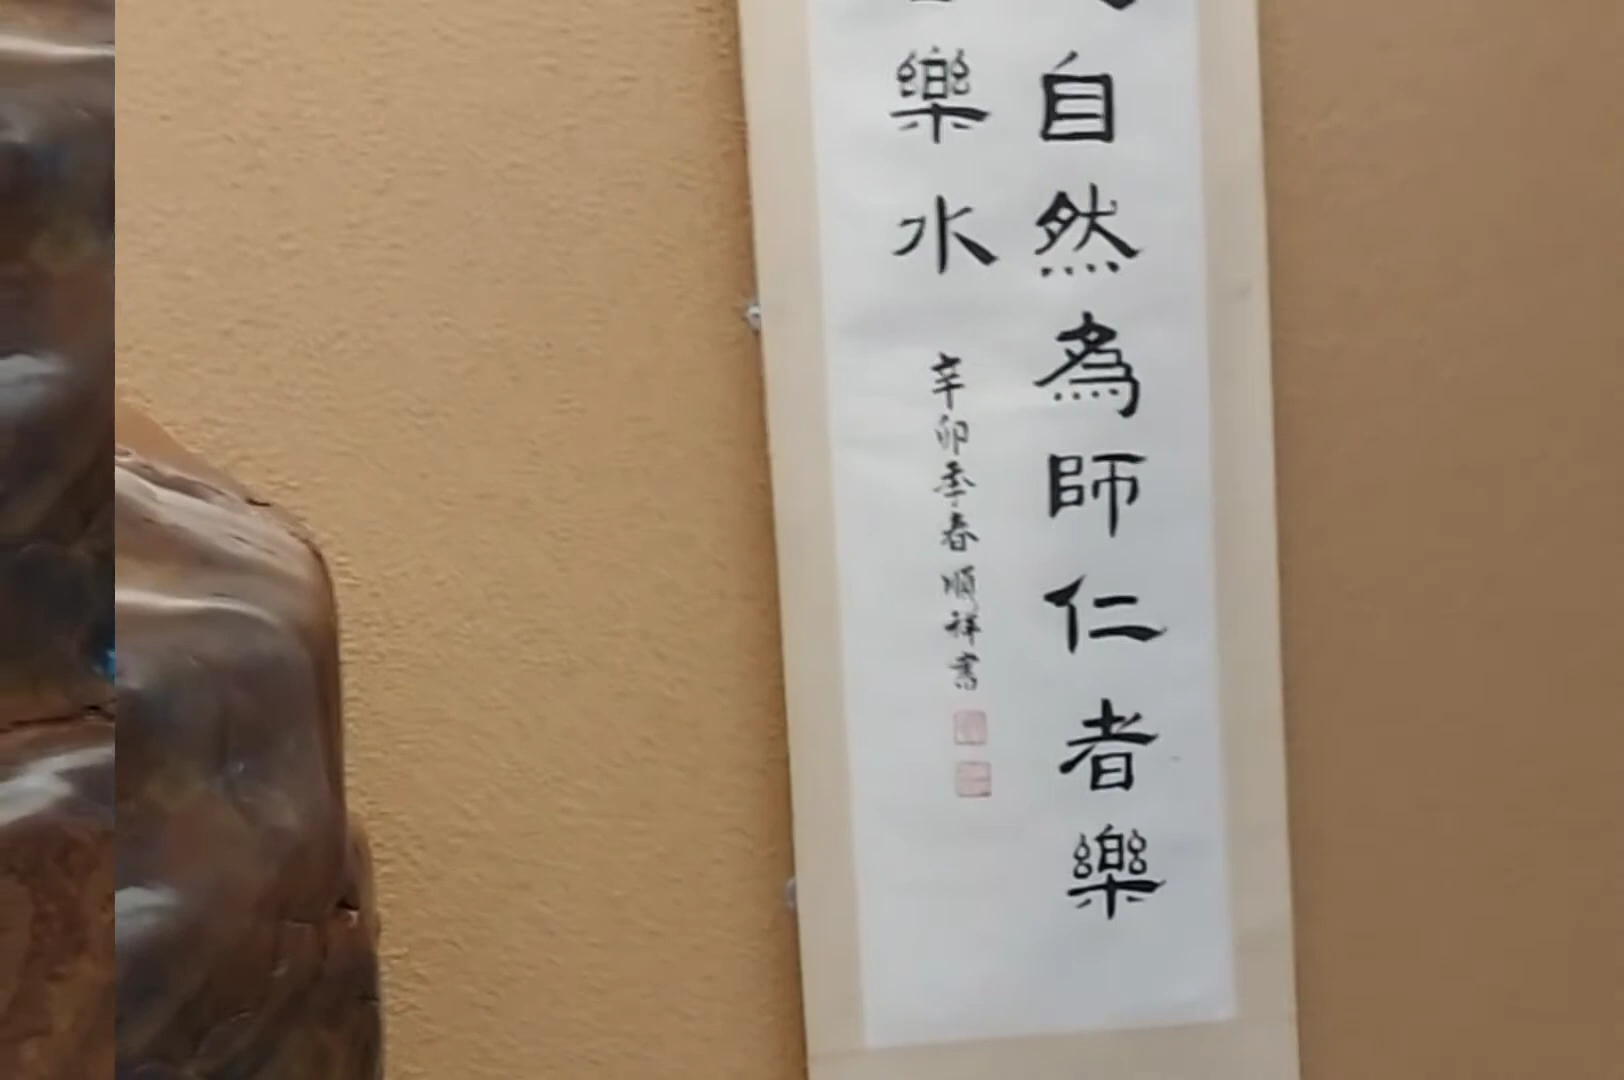 自然為師仁者樂
樂水
辛卯季春順祥書